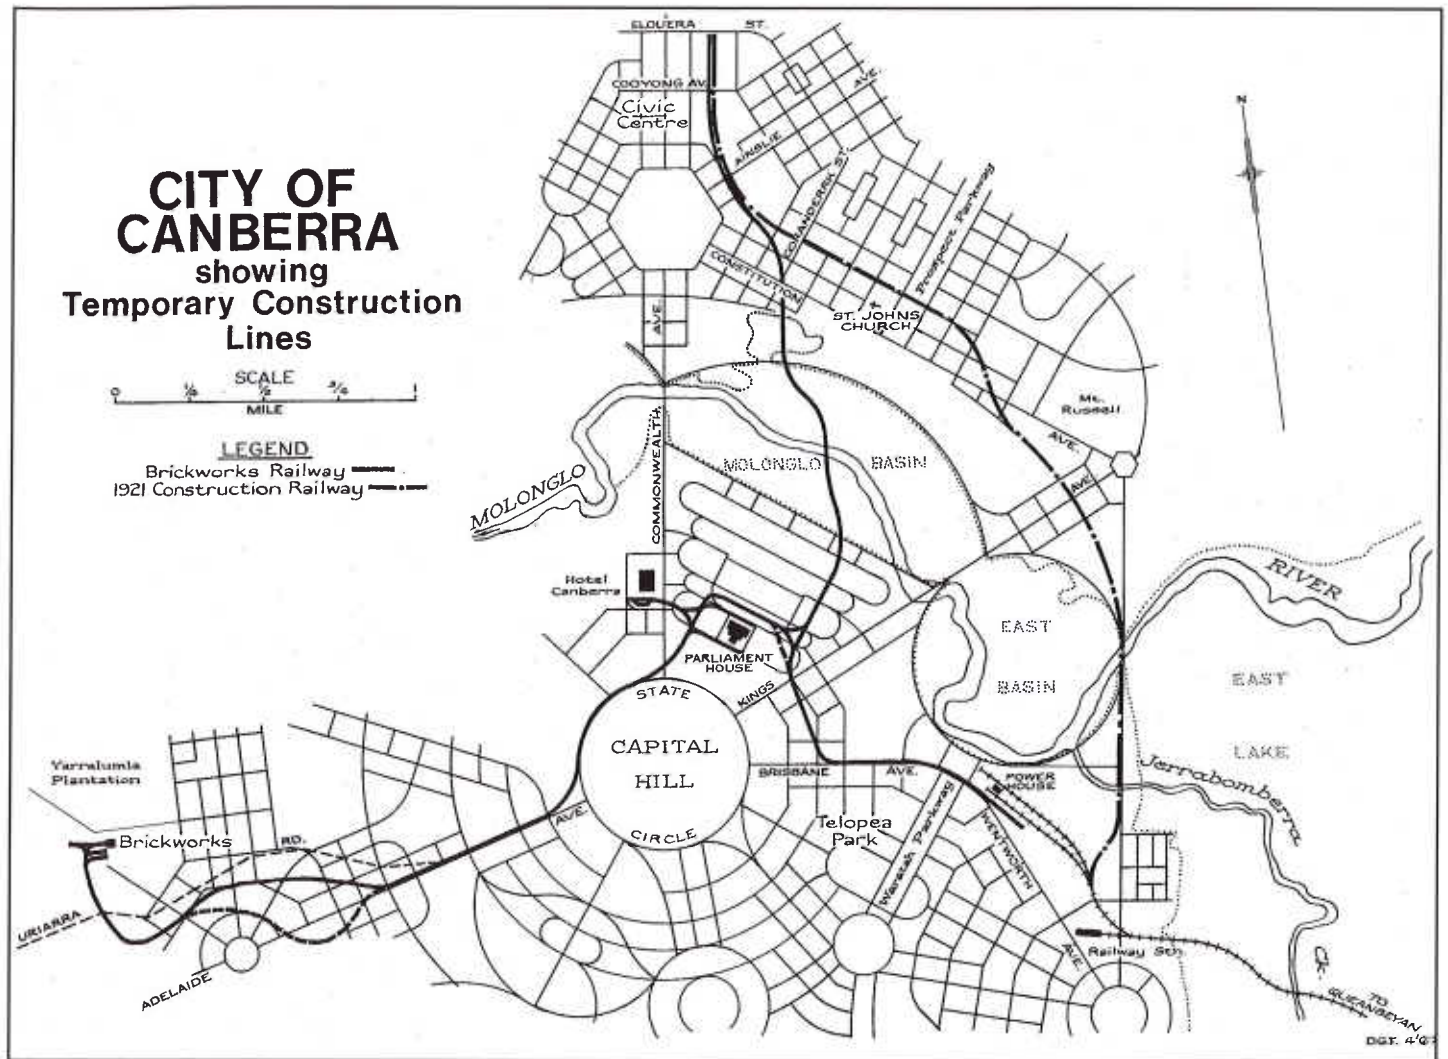 CITY OF
CANBERRA
showing
Temporary Construction
Lines
SCALE
0 ¼ ½ ¾ 1
MILE
LEGEND
Brickworks Railway
1921 Construction Railway
ELOUERA ST.
COOYONG AV.
Civic
Centre
AINSLIE AVE.
CORANDERRK ST.
Prospect Parkway
CONSTITUTION
AVE.
ST. JOHNS
CHURCH
Mt.
Russell
AVE.
N
MOLONGLO
COMMONWEALTH
AVE.
MOLONGLO BASIN
Hotel
Canberra
PARLIAMENT
HOUSE
KINGS
AVE.
EAST
BASIN
RIVER
EAST
LAKE
STATE
CIRCLE
CAPITAL
HILL
BRISBANE AVE.
POWER
HOUSE
Jerrabomberra
Ck.
Telopea
Park
Waratah Parkway
WENTWORTH
AVE.
Railway Stn.
TO
QUEANBEYAN
Yarralumla
Plantation
Brickworks
URIARRA
RD.
ADELAIDE
AVE.